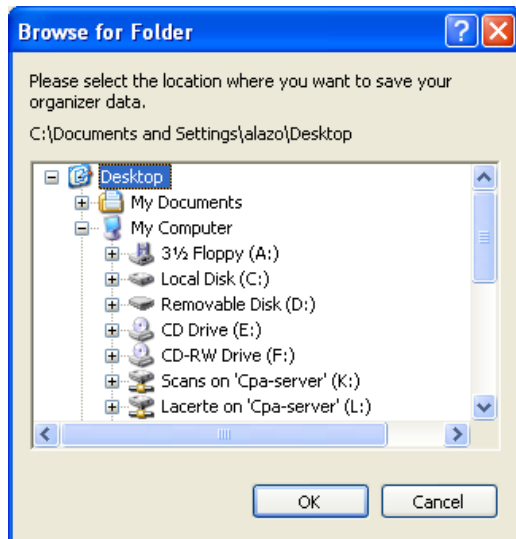 Browse for Folder
Please select the location where you want to save your
organizer data.
C:\Documents and Settings\alazo\Desktop
Desktop
My Documents
My Computer
3½ Floppy (A:)
Local Disk (C:)
Removable Disk (D:)
CD Drive (E:)
CD-RW Drive (F:)
Scans on 'Cpa-server' (K:)
Lacerte on 'Cpa-server' (L:)
OK Cancel